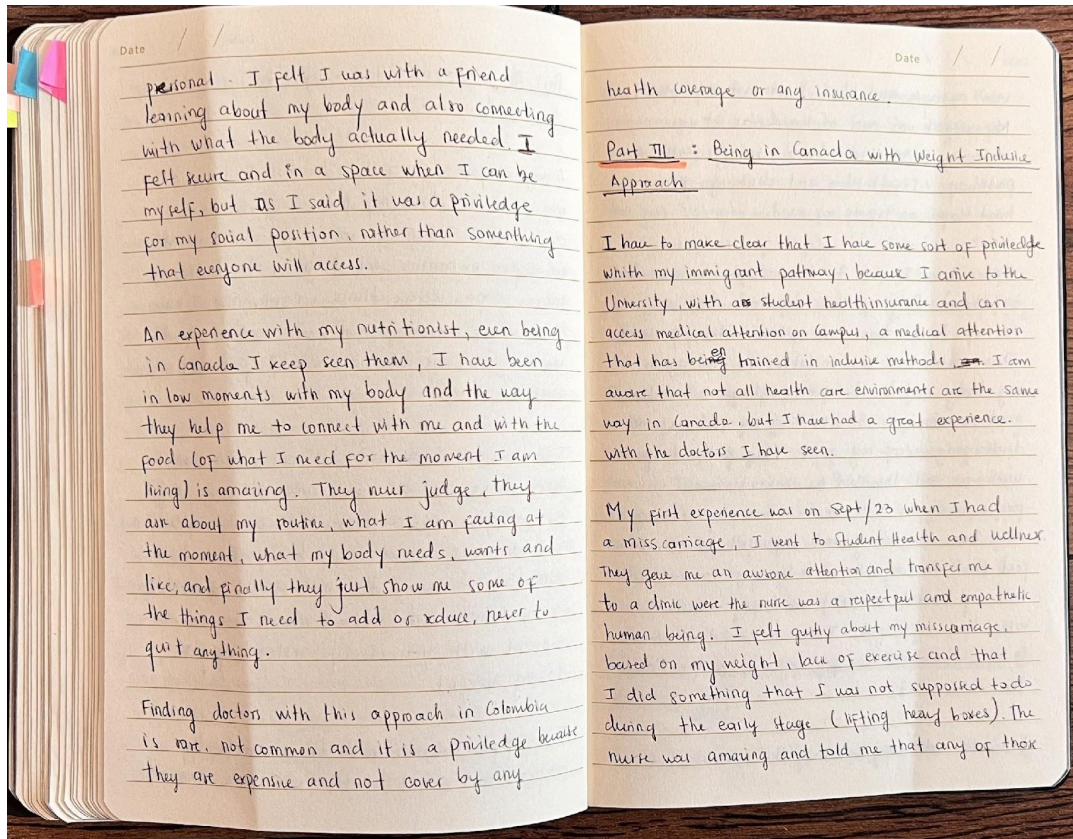 Date / /
personal. I felt I was with a friend
learning about my body and also connecting
with what the body actually needed I
felt secure and in a space when I can be
myself, but as I said it was a priviledge
for my social position, rather than somenthing
that everyone will access.
An experience with my nutritionist, even being
in Canada I keep seen them, I have been
in low moments with my body and the way
they help me to connect with me and with the
food (of what I need for the moment I am
living) is amazing. They never judge, they
ask about my routine, what I am facing at
the moment, what my body needs, wants and
like, and finally they just show me some of
the things I need to add or reduce, never to
quit anything.
Finding doctors with this approach in Colombia
is rare, not common and it is a priviledge because
they are expensive and not cover by any
Date / /
health coverage or any insurance.
Part III : Being in Canada with Weight Inclusive
Approach
I have to make clear that I have some sort of priviledge
whith my immigrant pathway, because I arrive to the
University, with a student health insurance and can
access medical attention on Campus, a medical attention
that has been trained in inclusive methods, I am
aware that not all health care environments are the same
way in Canada, but I have had a great experience.
with the doctors I have seen.
My first experience was on Sept/23 when I had
a misscarriage, I went to Student Health and wellness.
They gave me an awsome attention and transfer me
to a clinic were the nurse was a respectful and empathetic
human being. I felt guitly about my misscarriage,
based on my weight, lack of exercise and that
I did something that I was not supposed to do
during the early stage (lifting heavy boxes). The
nurse was amazing and told me that any of those